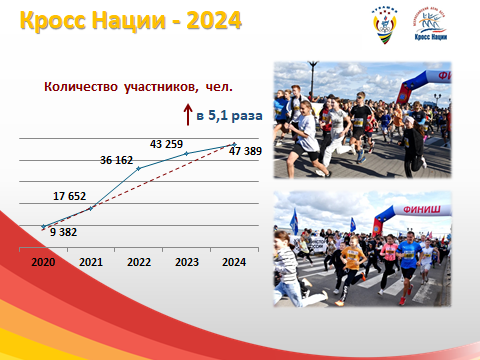 Кросс Нации - 2024
Кросс Нации
Количество участников, чел.
в 5,1 раза
43 259
47 389
36 162
17 652
9 382
2020 2021 2022 2023 2024
ФИНИШ
ФИНИШ